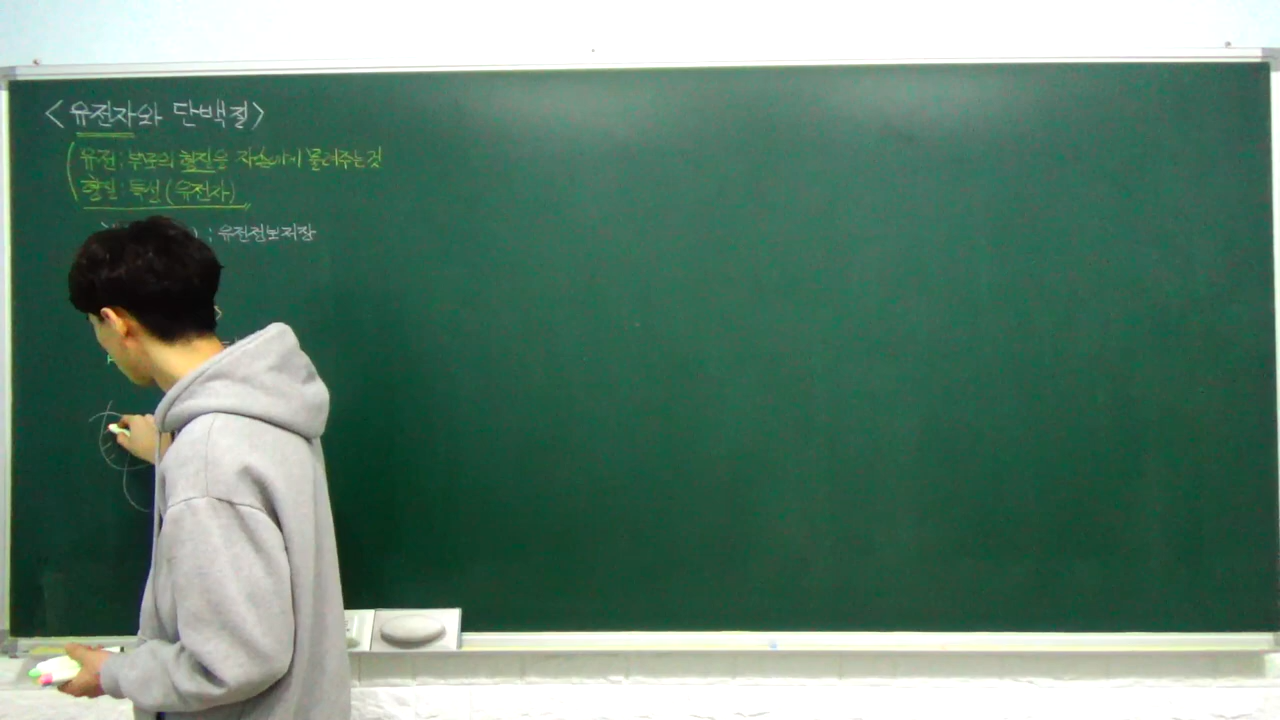 <유전자와 단백질>
유전 : 부모의 형질을 자손에게 물려주는것
형질 : 특성 (유전자)
) : 유전정보저장